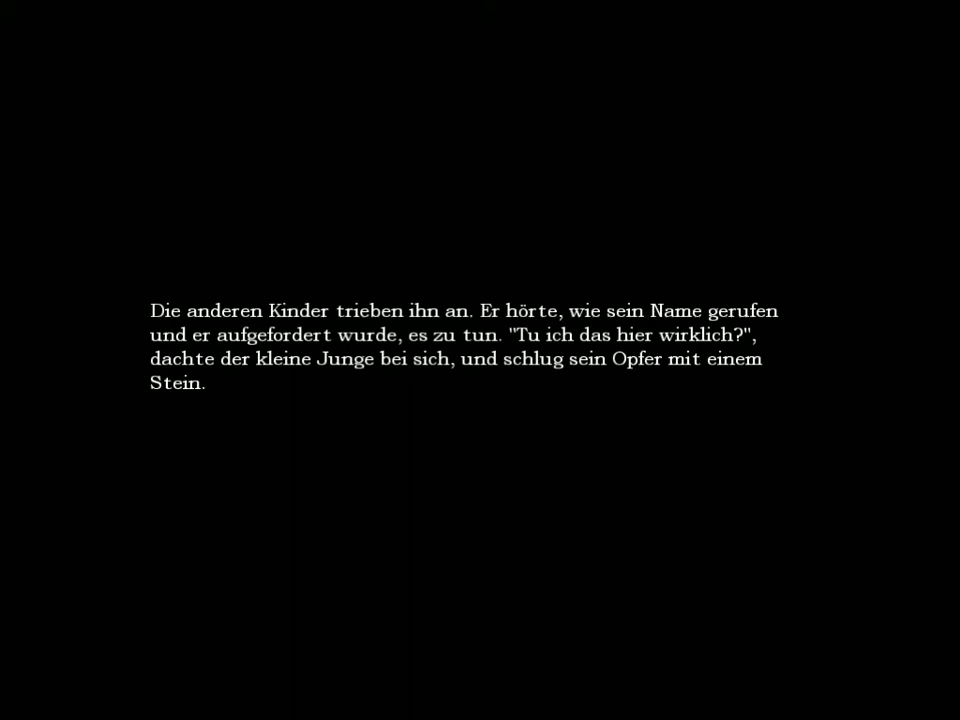 Die anderen Kinder trieben ihn an. Er hörte, wie sein Name gerufen
und er aufgefordert wurde, es zu tun. "Tu ich das hier wirklich?",
dachte der kleine Junge bei sich, und schlug sein Opfer mit einem
Stein.